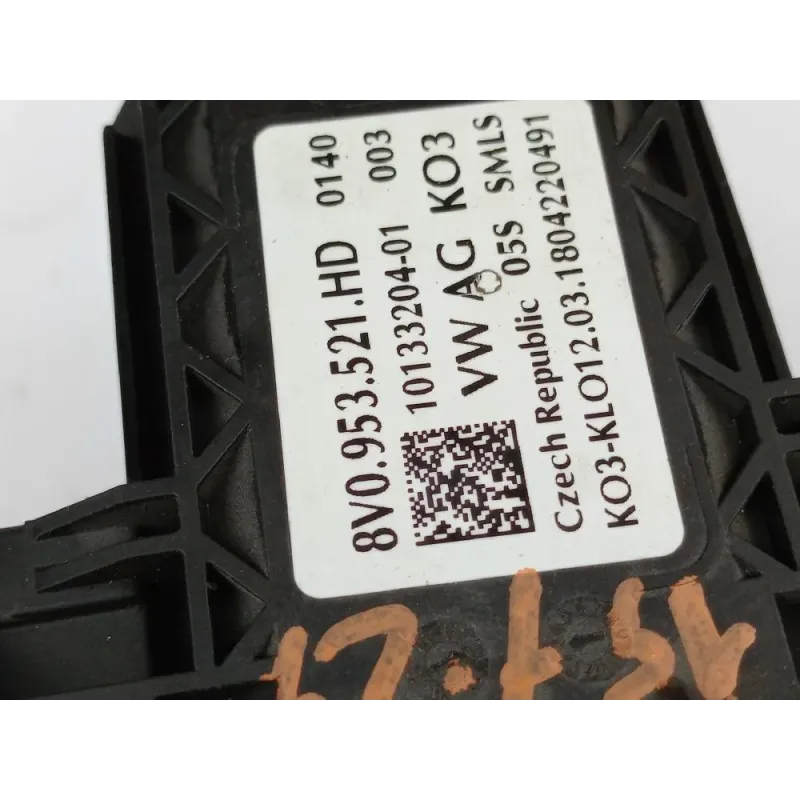 8V0.953.521.HD 0140
10133204-01 003
VW AG KO3
Czech Republic 05S SMLS
KO3-KLO12.03.1804220491